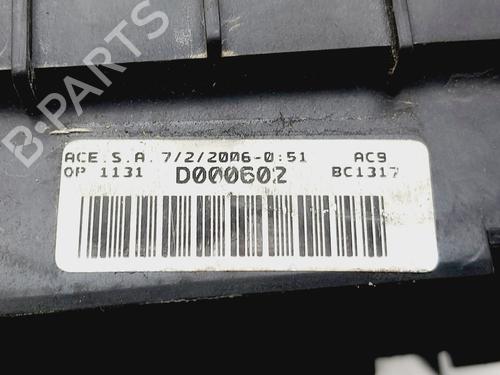 B-PARTS
ACE.S.A. 7/2/2006-0:51 AC9
OP 1131 D000602 BC1317